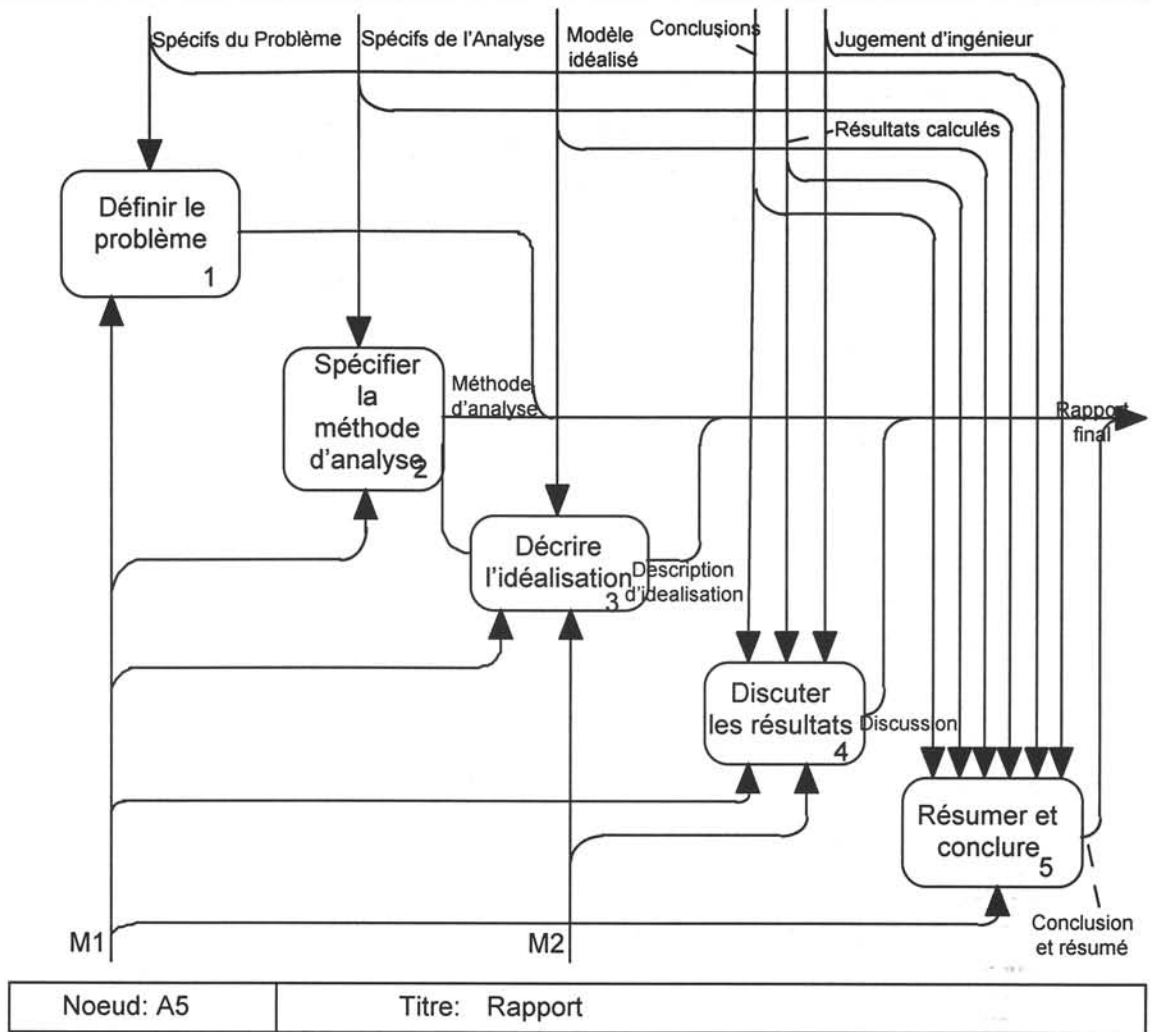 Spécifs du Problème
Spécifs de l'Analyse
Modèle
idéalisé
Conclusions
Jugement d'ingénieur
Résultats calculés
Définir le
problème
1
Spécifier
la
méthode
d'analyse
2
Méthode
d'analyse
Rapport
final
Décrire
l'idéalisation
3
Description
d'idealisation
Discuter
les résultats
4
Discussion
Résumer et
conclure
5
Conclusion
et résumé
M1
M2
Noeud: A5
Titre: Rapport